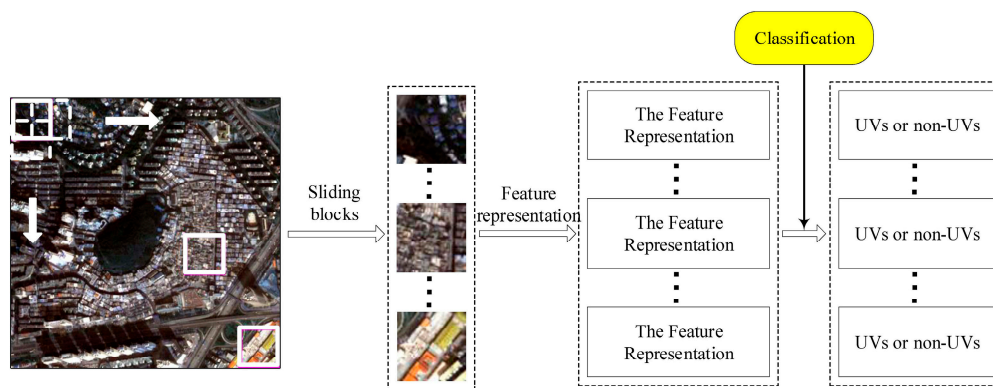 Classification
Sliding
blocks
Feature
representation
The Feature
Representation
The Feature
Representation
The Feature
Representation
UVs or non-UVs
UVs or non-UVs
UVs or non-UVs